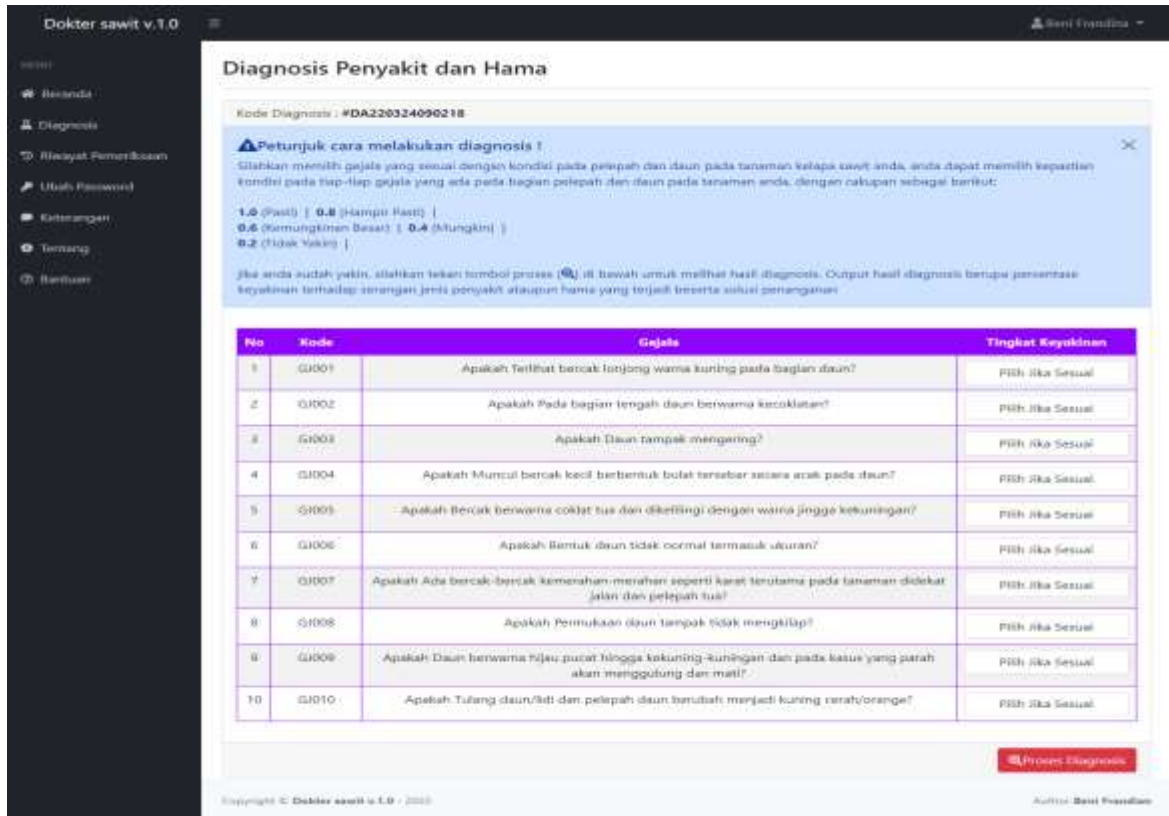 Dokter sawit v.1.0
Beni Frandina
MENU
Beranda
Diagnosis
Riwayat Pemeriksaan
Ubah Password
Keterangan
Tentang
Bantuan
Diagnosis Penyakit dan Hama
Kode Diagnosis : #DA220324090218
Petunjuk cara melakukan diagnosis !
Silahkan memilih gejala yang sesuai dengan kondisi pada pelepah dan daun pada tanaman kelapa sawit anda, anda dapat memilih kepastian
kondisi pada tiap-tiap gejala yang ada pada bagian pelepah dan daun pada tanaman anda, dengan cakupan sebagai berikut:
1.0 (Pasti) | 0.8 (Hampir Pasti) |
0.6 (Kemungkinan Besar) | 0.4 (Mungkin) |
0.2 (Tidak Yakin) |
Jika anda sudah yakin, silahkan tekan tombol proses ( ) di bawah untuk melihat hasil diagnosis. Output hasil diagnosis berupa persentase
keyakinan terhadap serangan jenis penyakit ataupun hama yang terjadi beserta solusi penanganan
No Kode Gejala Tingkat Keyakinan
1 GJ001 Apakah Terlihat bercak lonjong warna kuning pada bagian daun? Pilih Jika Sesuai
2 GJ002 Apakah Pada bagian tengah daun berwarna kecoklatan? Pilih Jika Sesuai
3 GJ003 Apakah Daun tampak mengering? Pilih Jika Sesuai
4 GJ004 Apakah Muncul bercak kecil berbentuk bulat tersebar secara acak pada daun? Pilih Jika Sesuai
5 GJ005 Apakah Bercak berwarna coklat tua dan dikelilingi dengan warna jingga kekuningan? Pilih Jika Sesuai
6 GJ006 Apakah Bentuk daun tidak normal termasuk ukuran? Pilih Jika Sesuai
7 GJ007 Apakah Ada bercak-bercak kemerahan-merahan seperti karat terutama pada tanaman didekat
jalan dan pelepah tua? Pilih Jika Sesuai
8 GJ008 Apakah Permukaan daun tampak tidak mengkilap? Pilih Jika Sesuai
9 GJ009 Apakah Daun berwarna hijau pucat hingga kekuning-kuningan dan pada kasus yang parah
akan menggulung dan mati? Pilih Jika Sesuai
10 GJ010 Apakah Tulang daun/lidi dan pelepah daun berubah menjadi kuning cerah/orange? Pilih Jika Sesuai
Proses Diagnosis
Copyright © Dokter sawit v.1.0 -
Author Beni Frandian